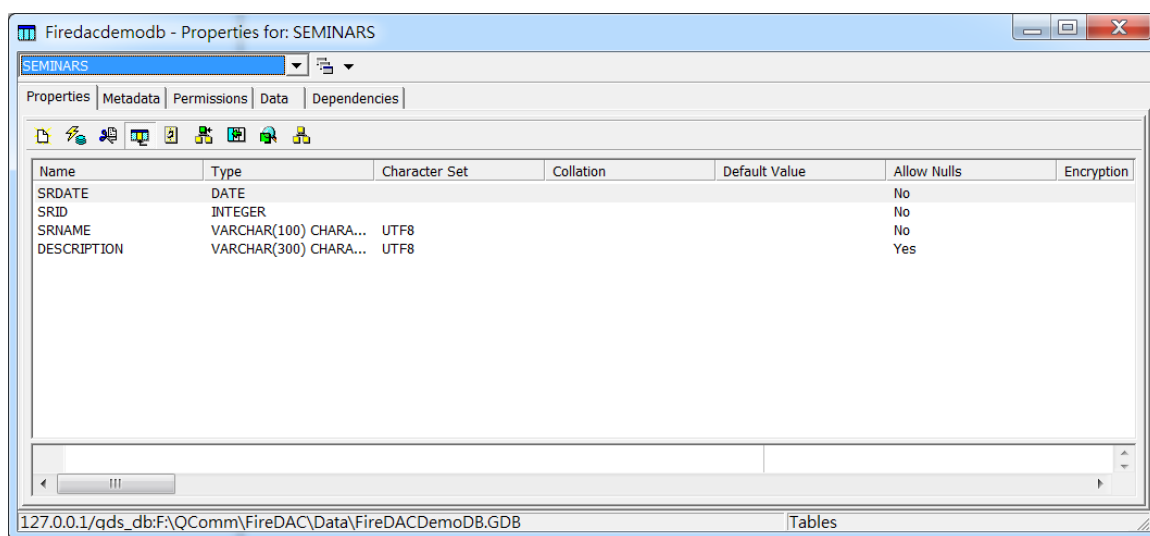 Firedacdemodb - Properties for: SEMINARS
SEMINARS
Properties Metadata Permissions Data Dependencies
Name Type Character Set Collation Default Value Allow Nulls Encryption
SRDATE DATE No
SRID INTEGER No
SRNAME VARCHAR(100) CHARA... UTF8 No
DESCRIPTION VARCHAR(300) CHARA... UTF8 Yes
127.0.0.1/gds_db:F:\QComm\FireDAC\Data\FireDACDemoDB.GDB Tables